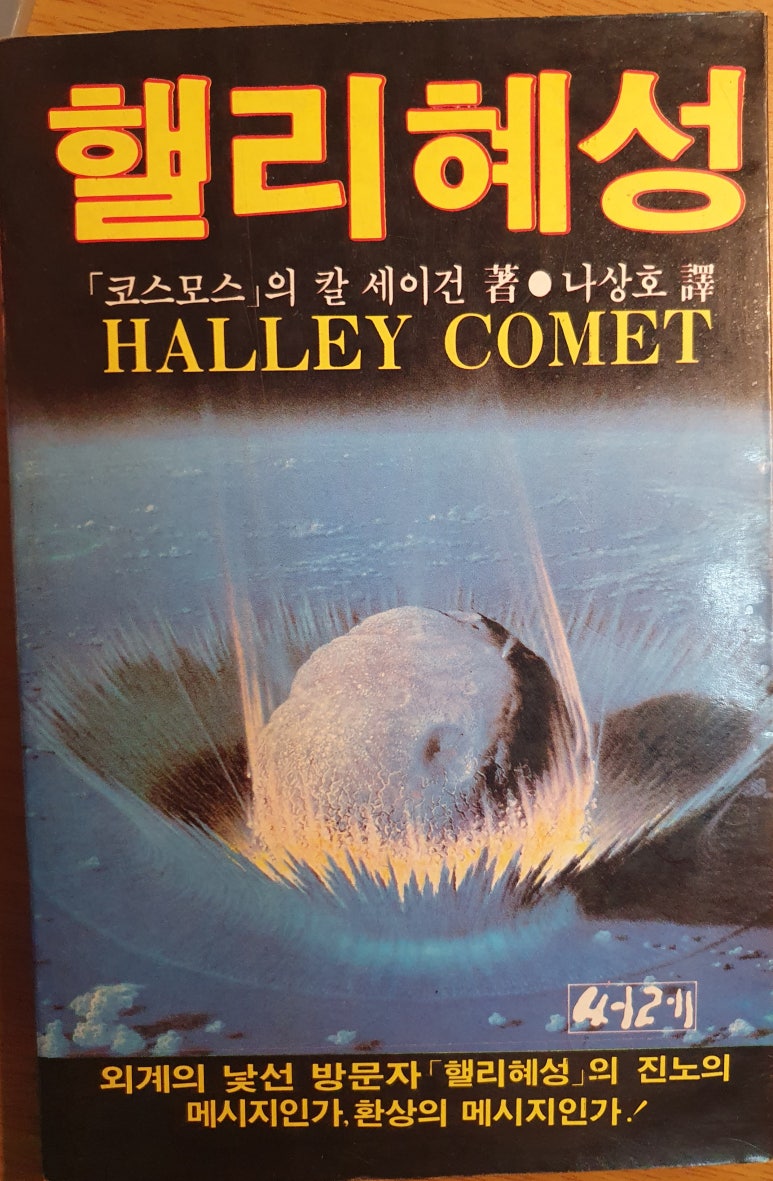 핼리혜성
「코스모스」의 칼 세이건 著●나상호 譯
HALLEY COMET
써레
외계의 낯선 방문자「핼리혜성」의 진노의
메시지인가, 환상의 메시지인가!